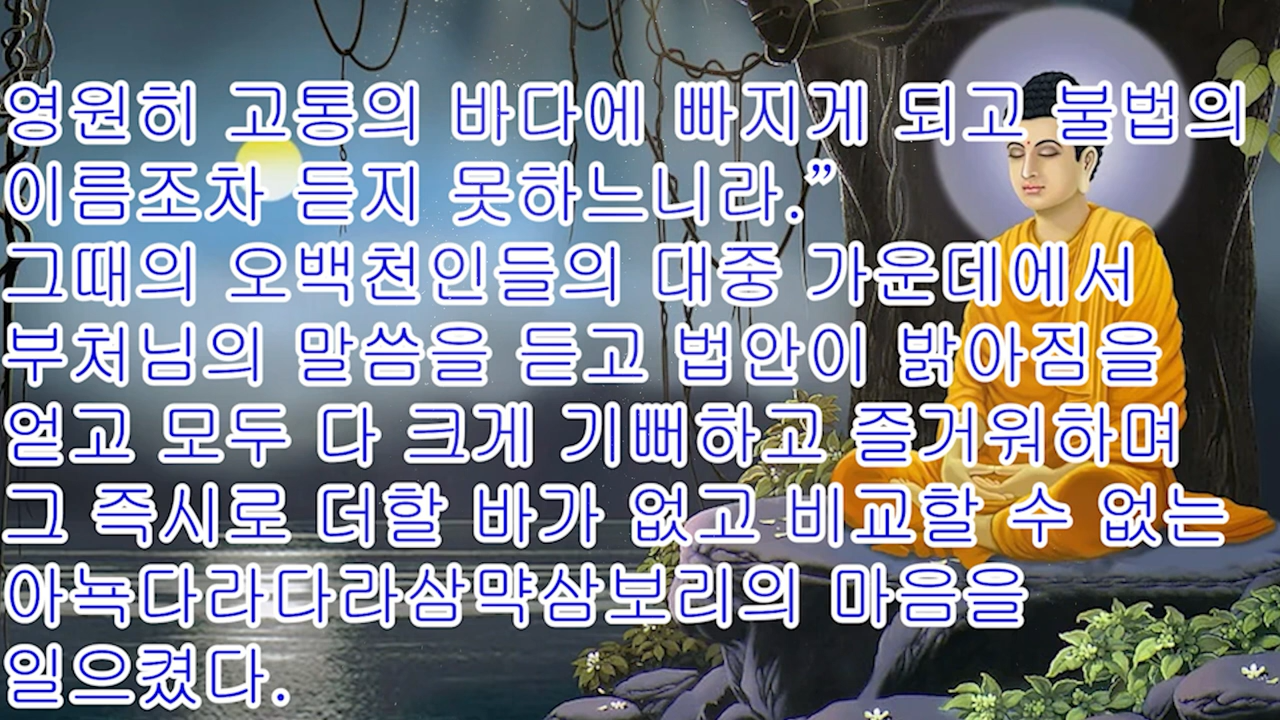 영원히 고통의 바다에 빠지게 되고 불법의
이름조차 듣지 못하느니라.”
그때의 오백천인들의 대중 가운데에서
부처님의 말씀을 듣고 법안이 밝아짐을
얻고 모두 다 크게 기뻐하고 즐거워하며
그 즉시로 더할 바가 없고 비교할 수 없는
아뇩다라다라삼먁삼보리의 마음을
일으켰다.